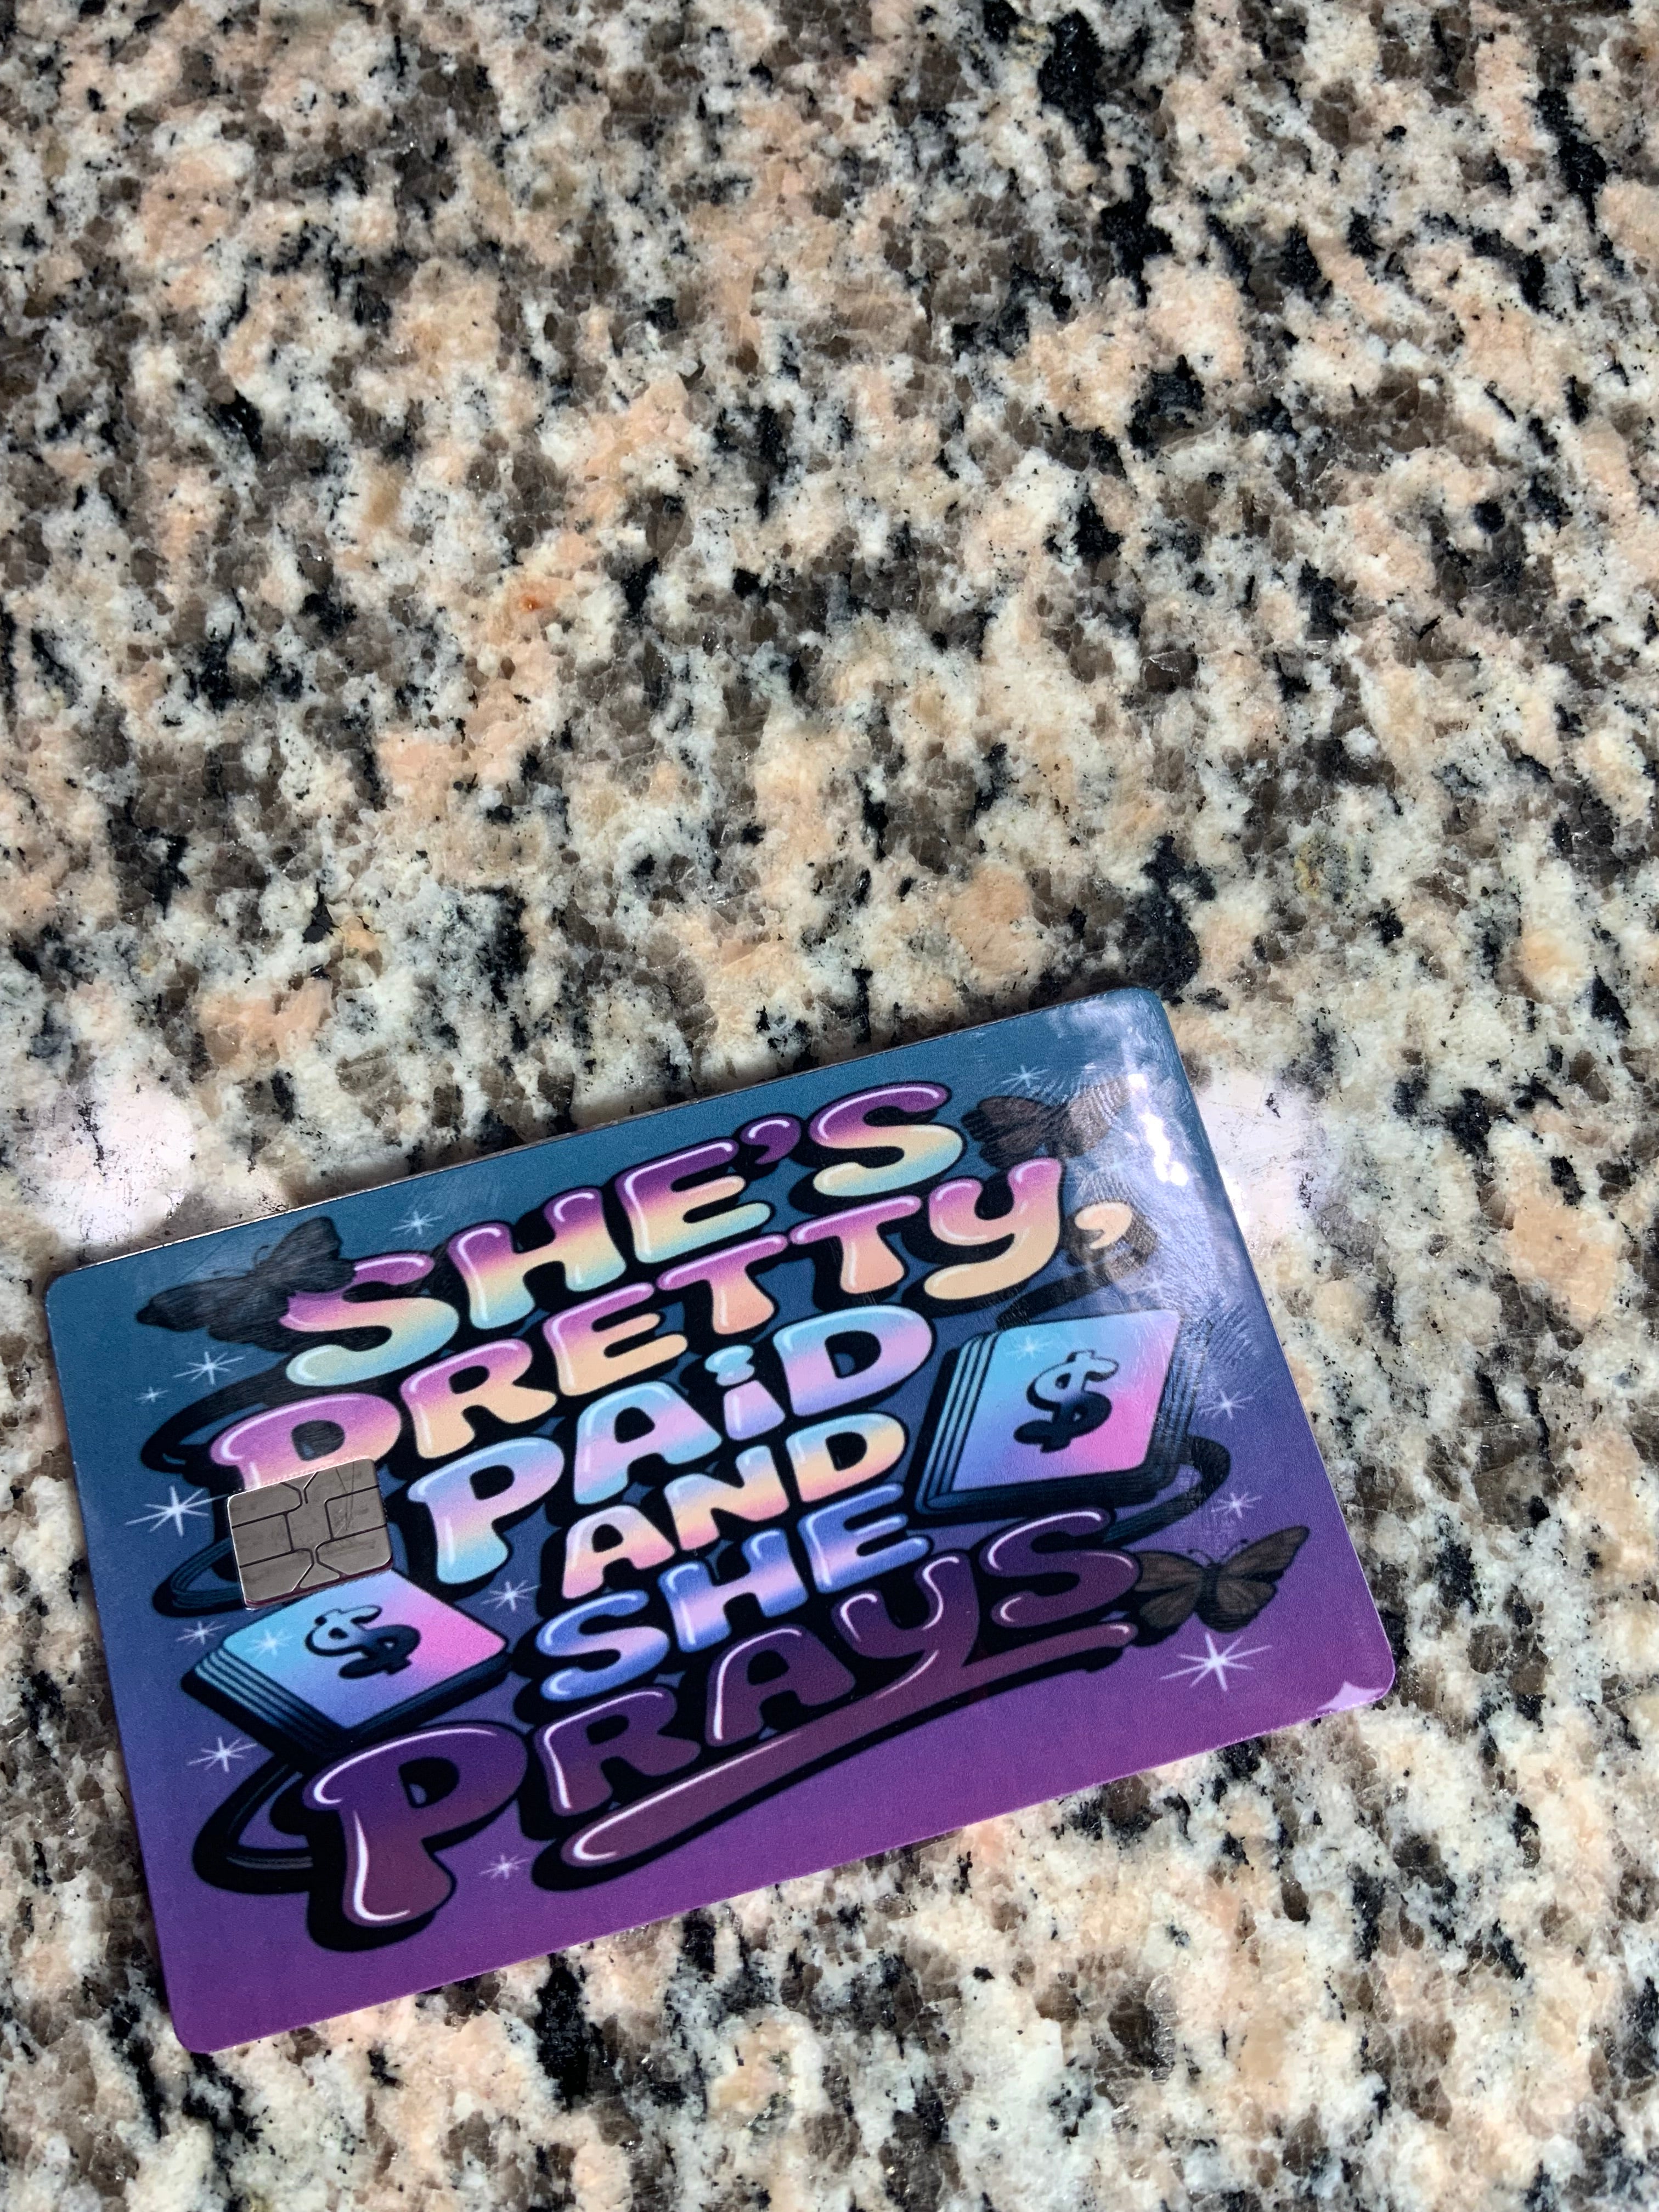 SHE'S
PRETTY,
PAiD
AND
SHE
PRAYS
$
$